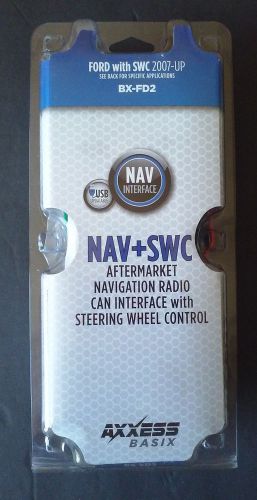 FORD with SWC 2007-UP
SEE BACK FOR SPECIFIC APPLICATIONS
BX-FD2
NAV
INTERFACE
USB
UPDATABLE
NAV+SWC
AFTERMARKET
NAVIGATION RADIO
CAN INTERFACE with
STEERING WHEEL CONTROL
AXXESS
BASIX